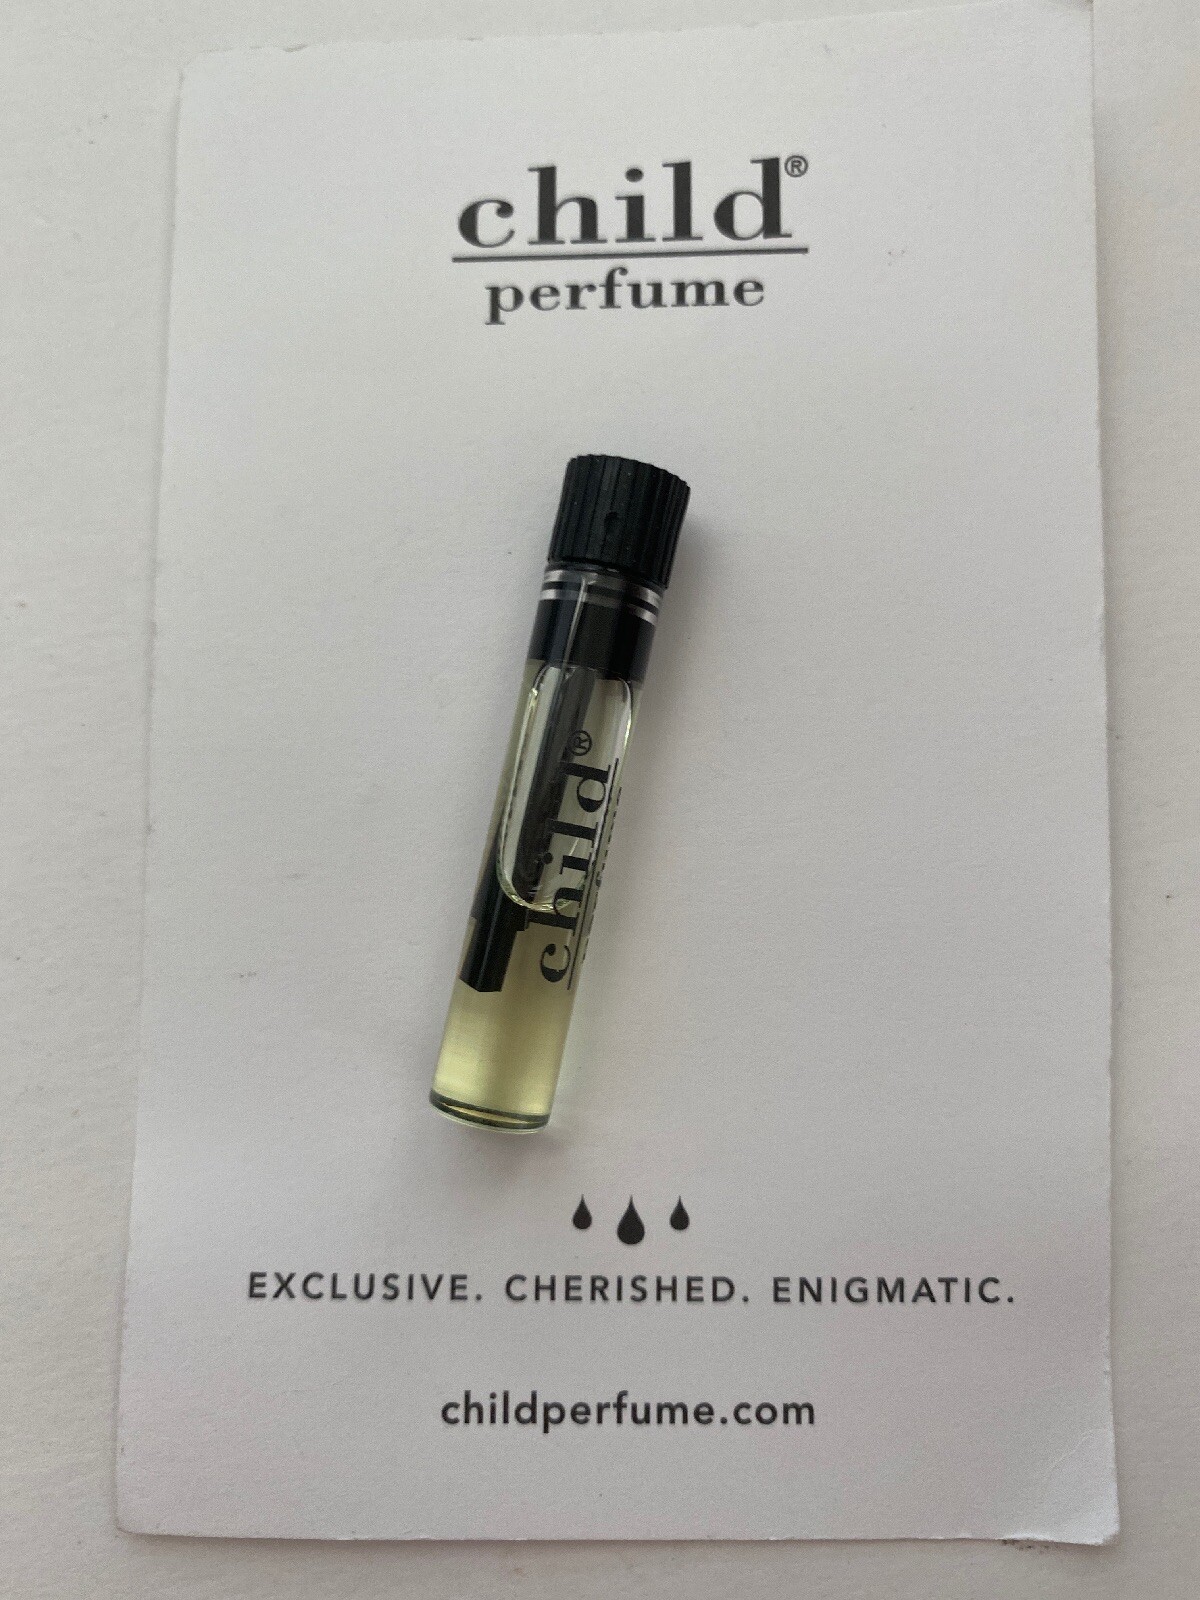 child®
perfume
child®
EXCLUSIVE. CHERISHED. ENIGMATIC.
childperfume.com